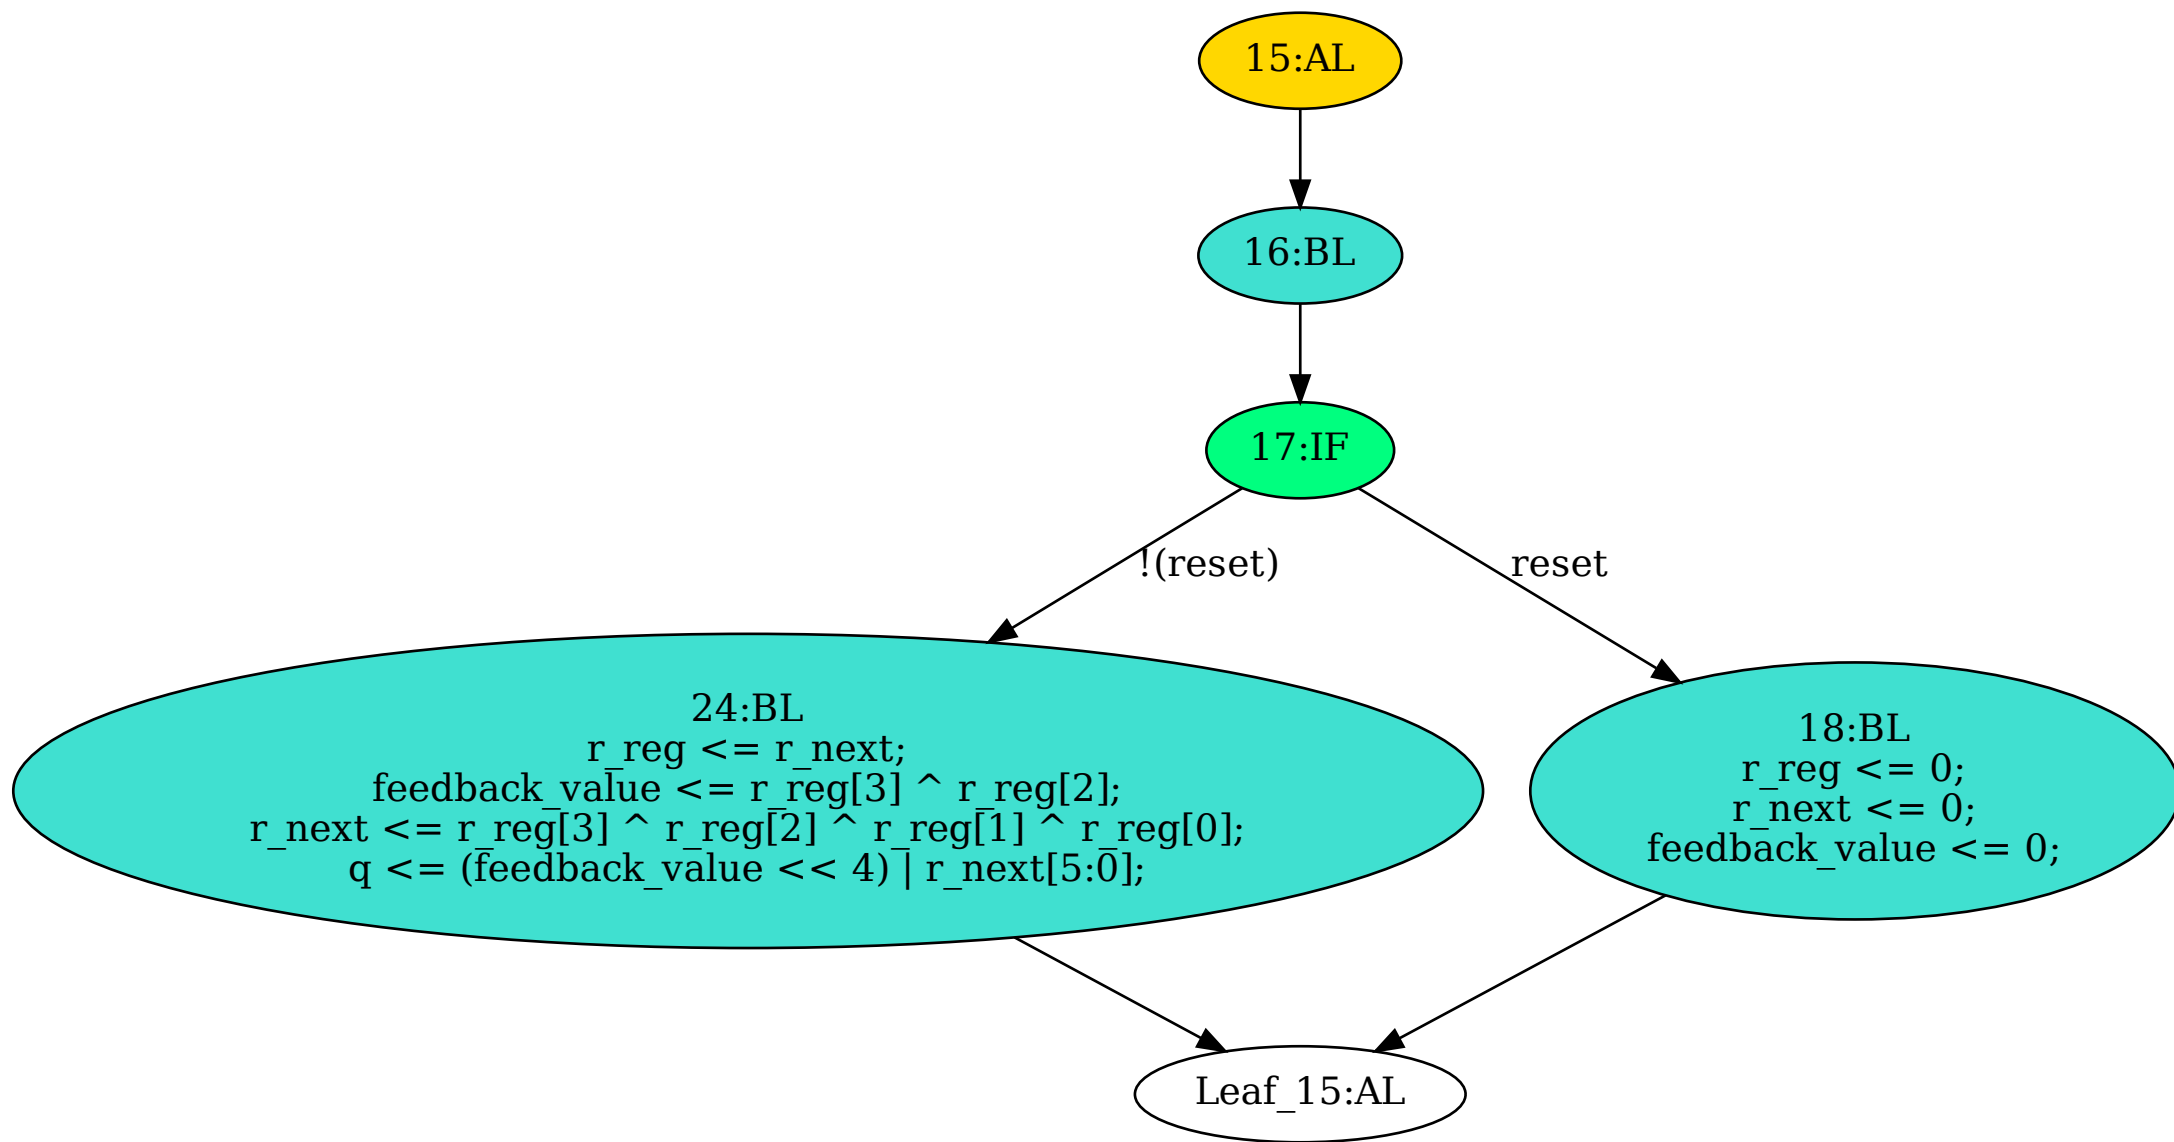 15:AL
16:BL
17:IF
!(reset)
reset
24:BL
r_reg <= r_next;
feedback_value <= r_reg[3] ^ r_reg[2];
r_next <= r_reg[3] ^ r_reg[2] ^ r_reg[1] ^ r_reg[0];
q <= (feedback_value << 4) | r_next[5:0];
18:BL
r_reg <= 0;
r_next <= 0;
feedback_value <= 0;
Leaf_15:AL